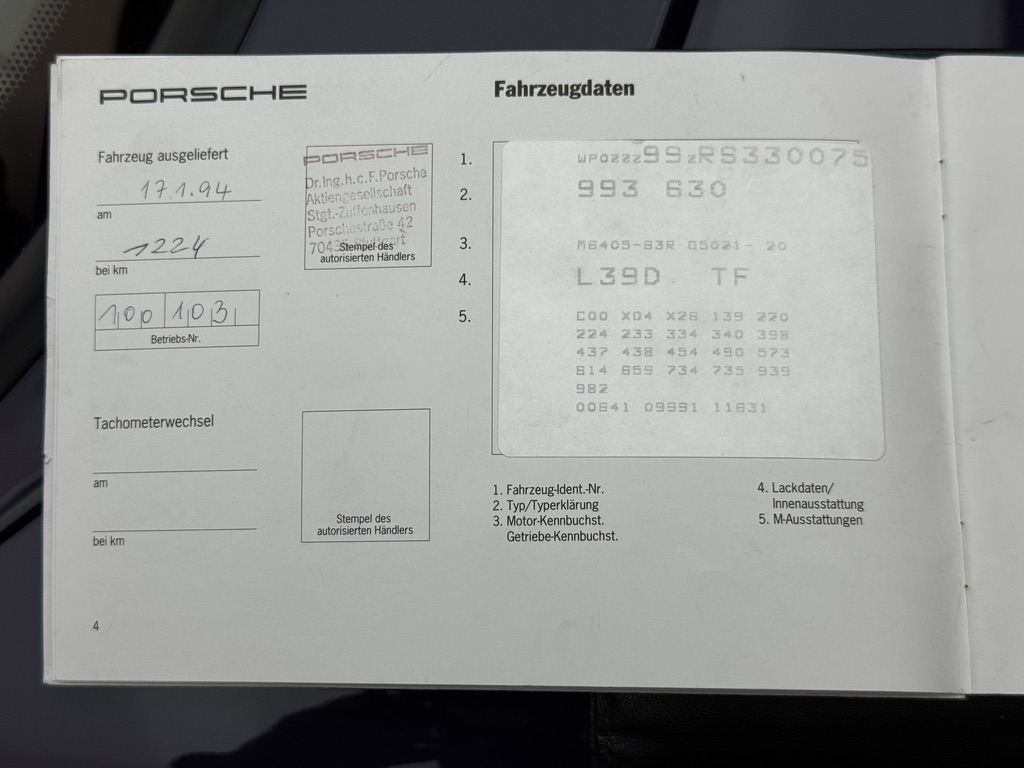 PORSCHE
Fahrzeug ausgeliefert
17.1.94
am
1224
bei km
100 103
Betriebs-Nr.
PORSCHE
Dr.Ing.h.c.F.Porsche
Aktiengesellschaft
Stgt.-Zuffenhausen
Porschestraße 42
Stuttgart
Stempel des
autorisierten Händlers
Tachometerwechsel
am
bei km
Stempel des
autorisierten Händlers
4
Fahrzeugdaten
1. WP0ZZZ99ZRS330075
2. 993 630
3. M6405-63R G5021- 20
4. L39D TF
5. C00 X04 X26 139 220
224 233 334 340 398
437 438 454 490 573
614 659 734 735 939
982
00641 09991 11631
1. Fahrzeug-Ident.-Nr.
2. Typ/Typerklärung
3. Motor-Kennbuchst.
Getriebe-Kennbuchst.
4. Lackdaten/
Innenausstattung
5. M-Ausstattungen